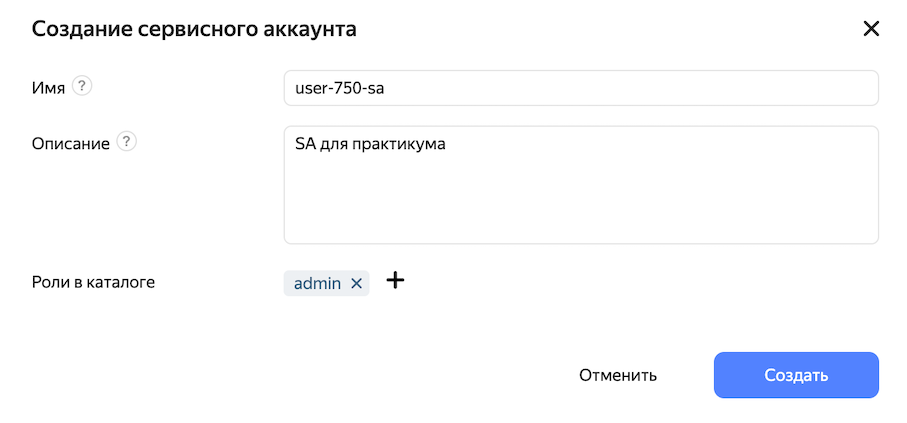 Создание сервисного аккаунта
Имя ?
user-750-sa
Описание ?
SA для практикума
Роли в каталоге
admin
Отменить
Создать